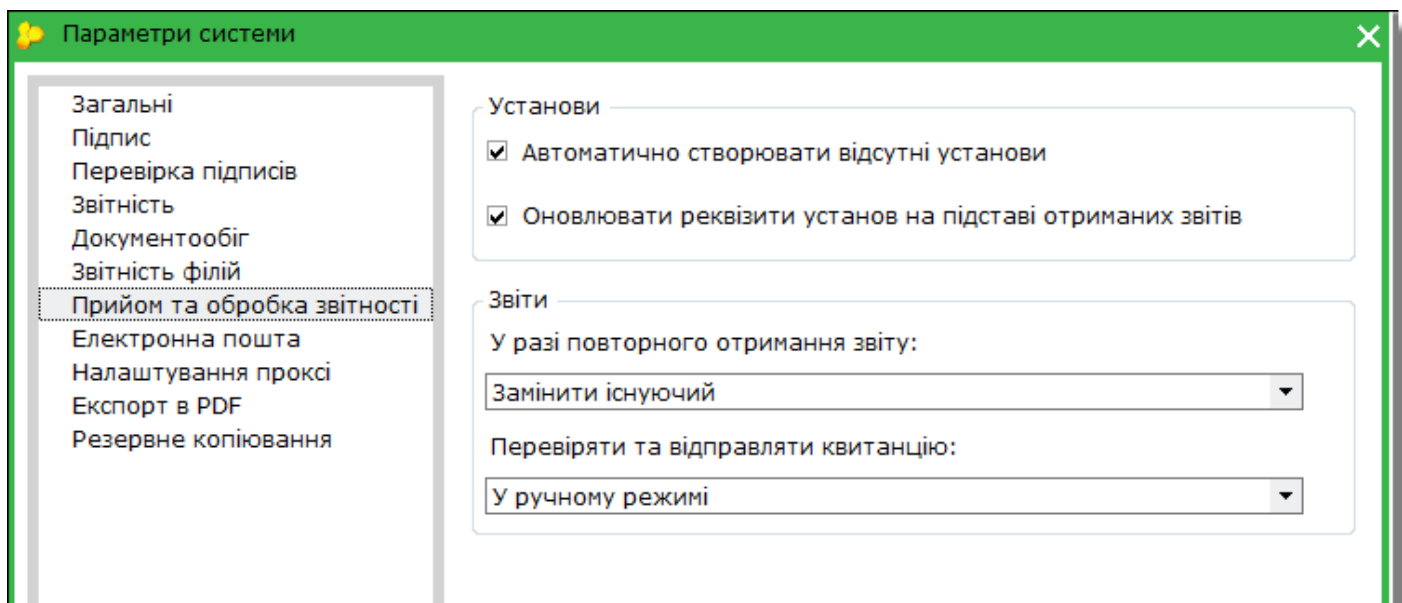 Параметри системи
Загальні
Підпис
Перевірка підписів
Звітність
Документообіг
Звітність філій
Прийом та обробка звітності
Електронна пошта
Налаштування проксі
Експорт в PDF
Резервне копіювання
Установи
Автоматично створювати відсутні установи
Оновлювати реквізити установ на підставі отриманих звітів
Звіти
У разі повторного отримання звіту:
Замінити існуючий
Перевіряти та відправляти квитанцію:
У ручному режимі